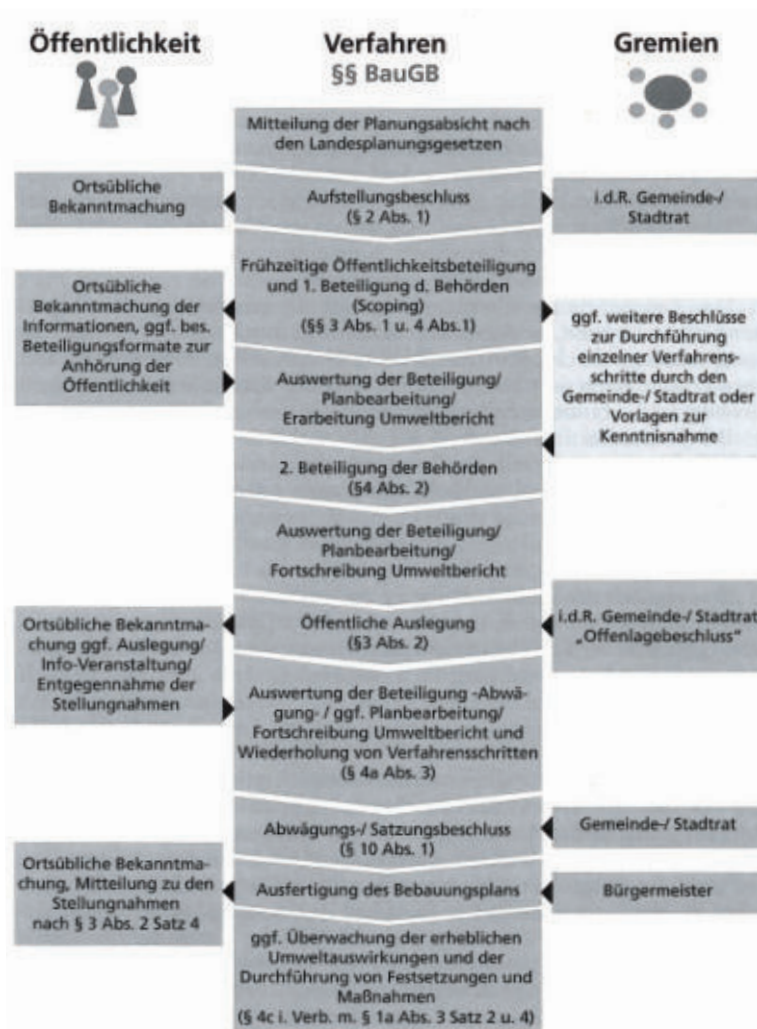 Öffentlichkeit
Verfahren
§§ BauGB
Gremien
Mitteilung der Planungsabsicht nach
den Landesplanungsgesetzen
Ortsübliche
Bekanntmachung
Aufstellungsbeschluss
(§ 2 Abs. 1)
i.d.R. Gemeinde-/
Stadtrat
Ortsübliche
Bekanntmachung der
Informationen, ggf. bes.
Beteiligungsformate zur
Anhörung der
Öffentlichkeit
Frühzeitige Öffentlichkeitsbeteiligung
und 1. Beteiligung d. Behörden
(Scoping)
(§§ 3 Abs. 1 u. 4 Abs.1)
ggf. weitere Beschlüsse
zur Durchführung
einzelner Verfahrens-
schritte durch den
Gemeinde-/ Stadtrat oder
Vorlagen zur
Kenntnisnahme
Auswertung der Beteiligung/
Planbearbeitung/
Erarbeitung Umweltbericht
2. Beteiligung der Behörden
(§4 Abs. 2)
Auswertung der Beteiligung/
Planbearbeitung/
Fortschreibung Umweltbericht
Ortsübliche Bekanntma-
chung ggf. Auslegung/
Info-Veranstaltung/
Entgegennahme der
Stellungnahmen
Öffentliche Auslegung
(§3 Abs. 2)
i.d.R. Gemeinde-/ Stadtrat
„Offenlagebeschluss"
Auswertung der Beteiligung -Abwä-
gung- / ggf. Planbearbeitung/
Fortschreibung Umweltbericht und
Wiederholung von Verfahrensschritten
(§ 4a Abs. 3)
Abwägungs-/ Satzungsbeschluss
(§ 10 Abs. 1)
Gemeinde-/ Stadtrat
Ortsübliche Bekanntma-
chung, Mitteilung zu den
Stellungnahmen
nach § 3 Abs. 2 Satz 4
Ausfertigung des Bebauungsplans
Bürgermeister
ggf. Überwachung der erheblichen
Umweltauswirkungen und der
Durchführung von Festsetzungen und
Maßnahmen
(§ 4c i. Verb. m. § 1a Abs. 3 Satz 2 u. 4)